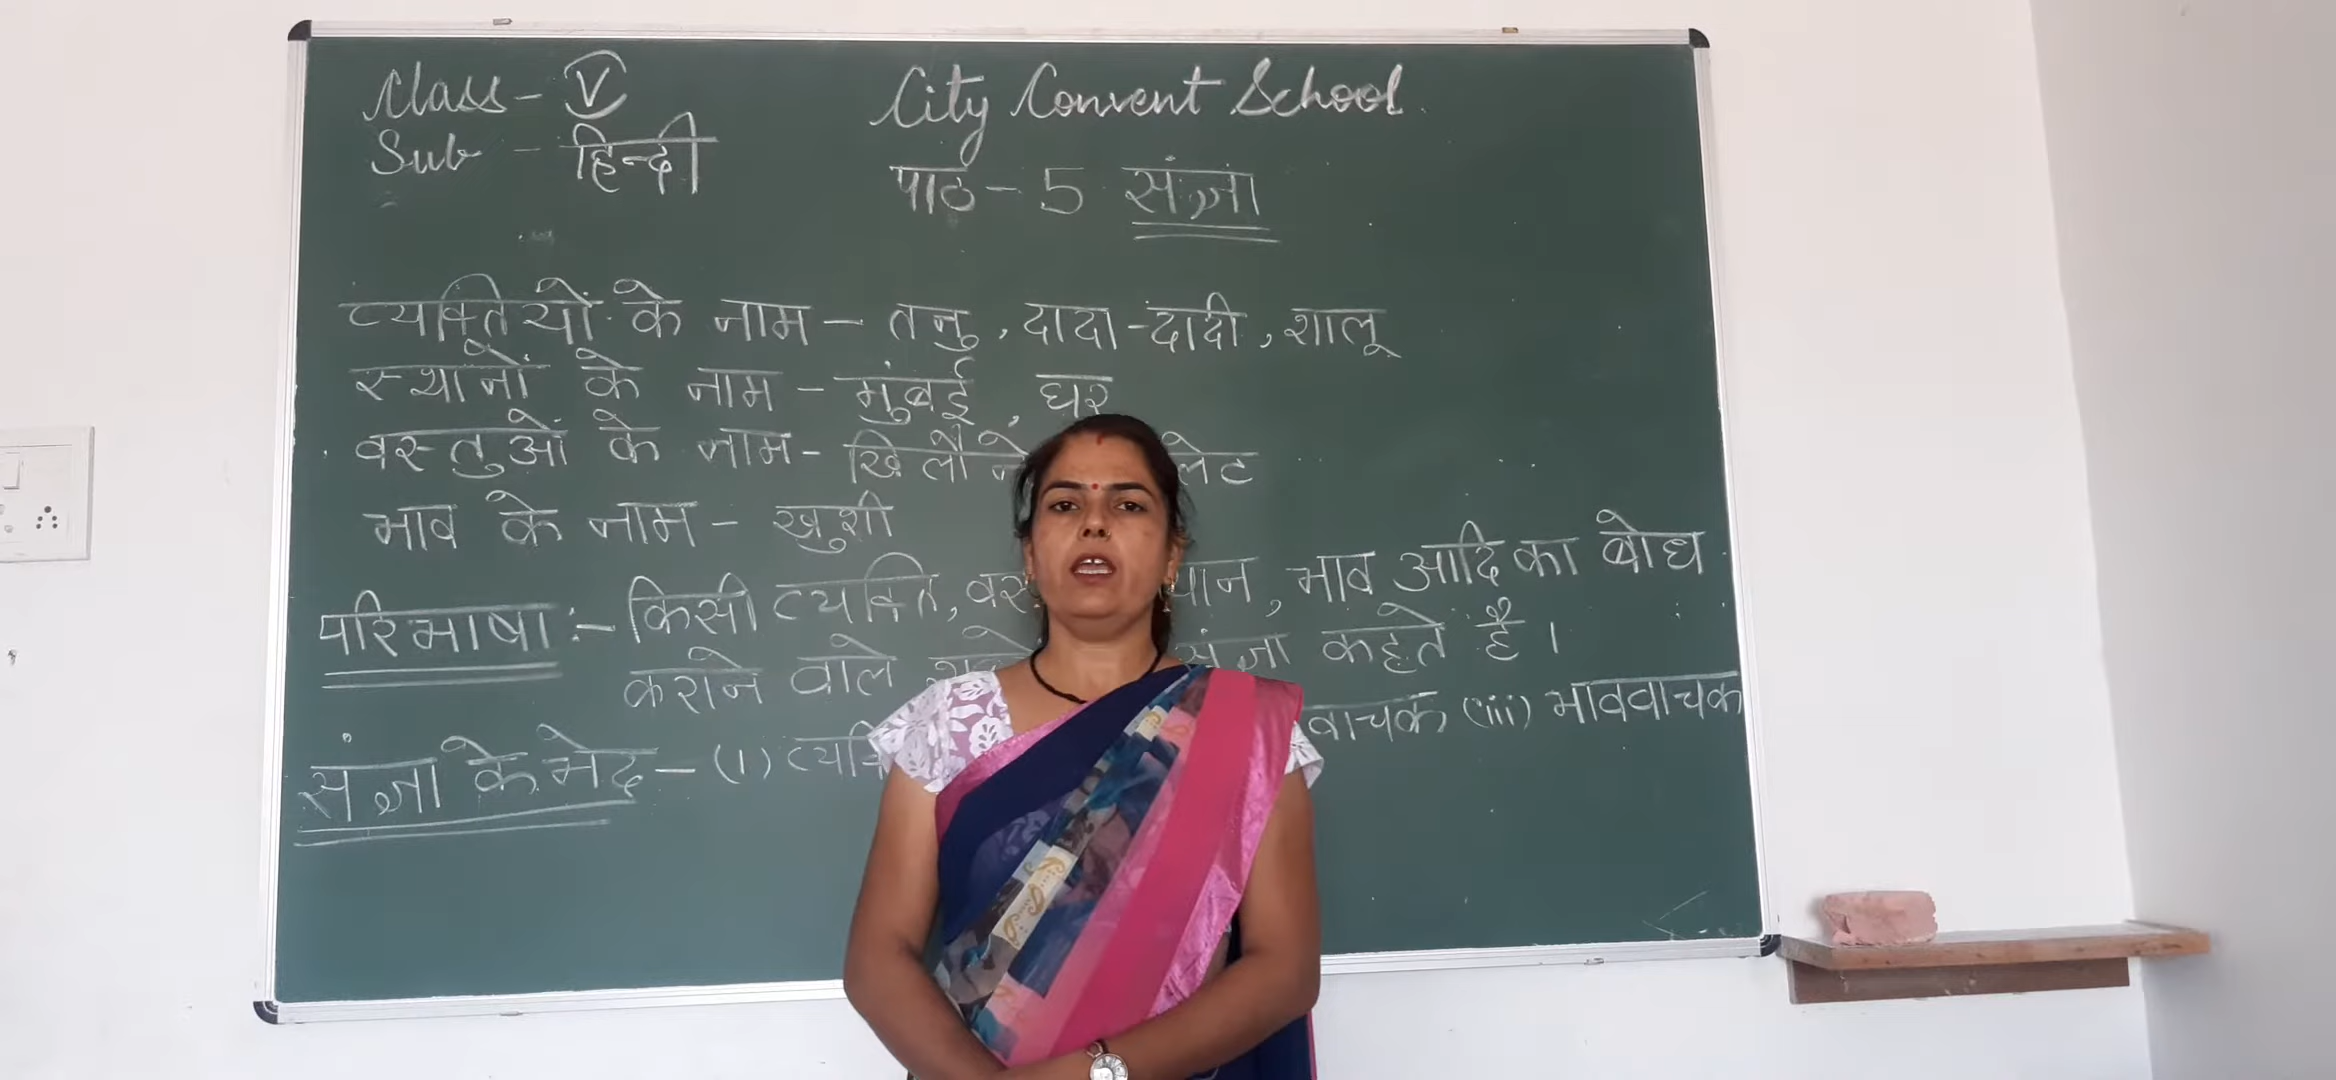 Class - V
Sub - हिन्दी
City Convent School
पाठ - 5 संज्ञा
व्यक्तियों के नाम - तनु, दादा-दादी, शालू
स्थानों के नाम - मुंबई, घर
वस्तुओं के नाम - खिलौने
भाव के नाम - खुशी
परिभाषा :- किसी व्यक्ति, भाव आदि का बोध
कराने वाले संज्ञा कहते हैं।
संज्ञा के भेद - (i) वाचक (iii) भाववाचक